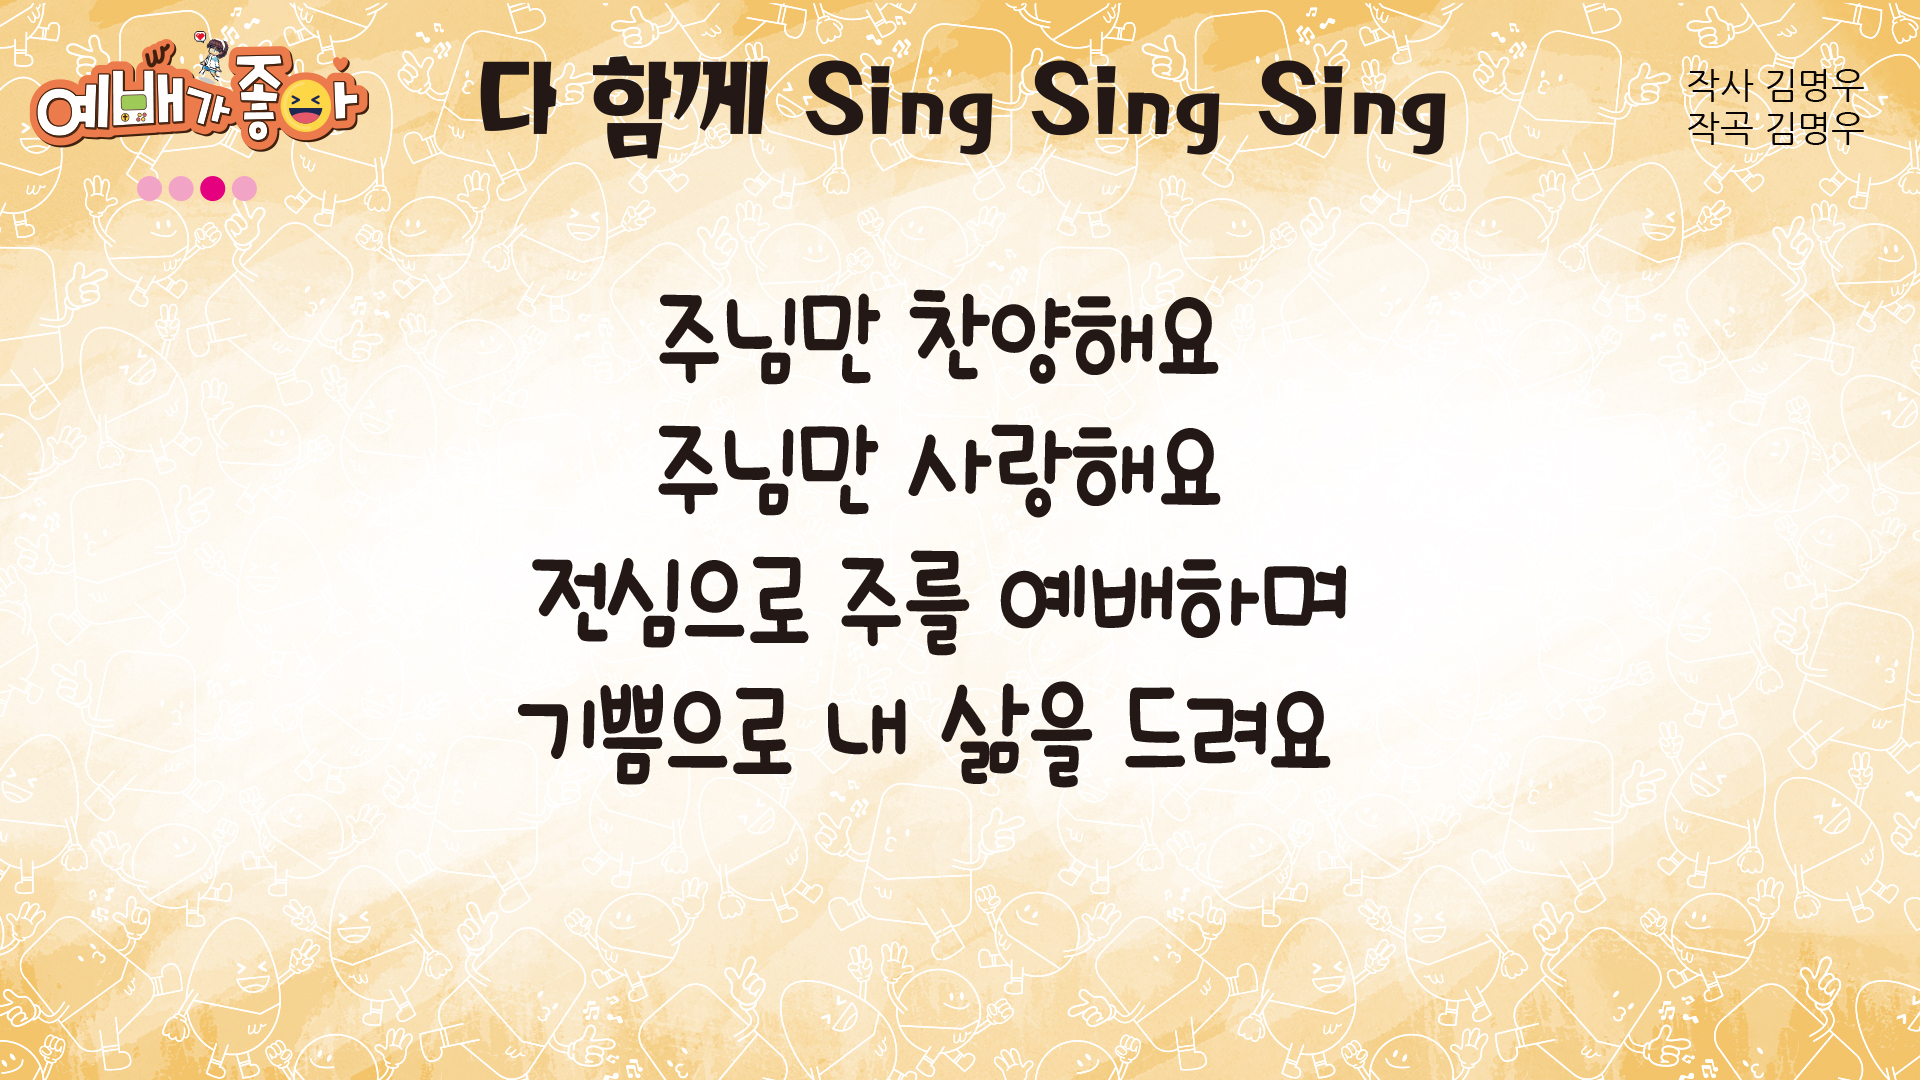 예배가 좋아
다 함께 Sing Sing Sing
작사 김명우
작곡 김명우
주님만 찬양해요
주님만 사랑해요
전심으로 주를 예배하며
기쁨으로 내 삶을 드려요